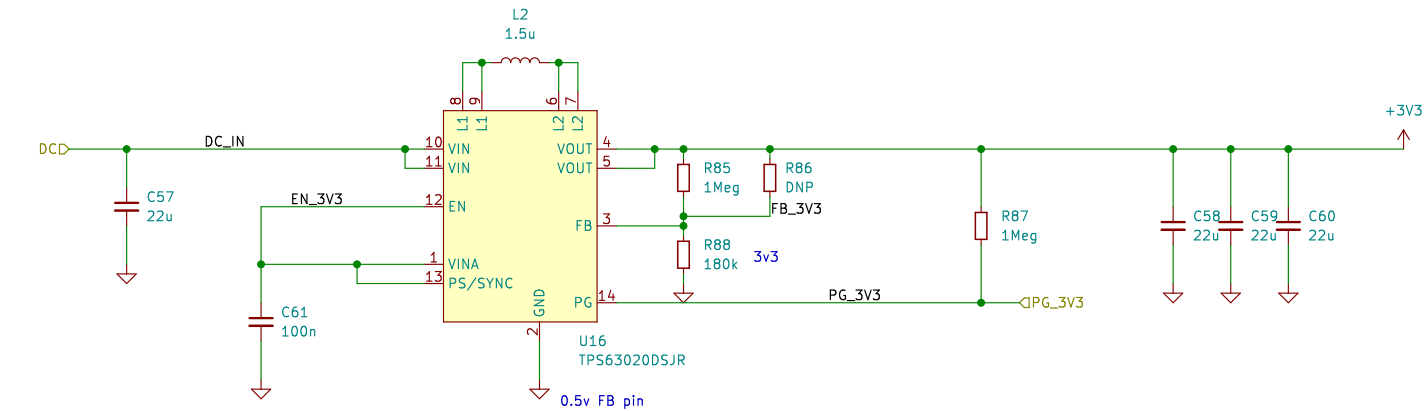 L2
1.5u
8
9
6
7
L1
L1
L2
L2
+3V3
DC
DC_IN
10
VIN
11
VIN
VOUT
4
VOUT
5
R85
1Meg
R86
DNP
C57
22u
EN_3V3
12
EN
FB
3
FB_3V3
R87
1Meg
C58
22u
C59
22u
C60
22u
R88
180k
3v3
1
VINA
13
PS/SYNC
GND
PG
14
PG_3V3
PG_3V3
C61
100n
2
U16
TPS63020DSJR
0.5v FB pin